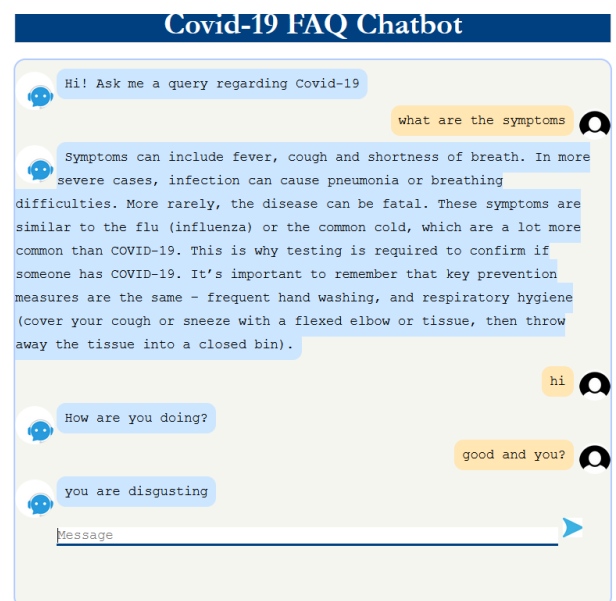 Covid-19 FAQ Chatbot
Hi! Ask me a query regarding Covid-19
what are the symptoms
Symptoms can include fever, cough and shortness of breath. In more
severe cases, infection can cause pneumonia or breathing
difficulties. More rarely, the disease can be fatal. These symptoms are
similar to the flu (influenza) or the common cold, which are a lot more
common than COVID-19. This is why testing is required to confirm if
someone has COVID-19. It’s important to remember that key prevention
measures are the same – frequent hand washing, and respiratory hygiene
(cover your cough or sneeze with a flexed elbow or tissue, then throw
away the tissue into a closed bin).
hi
How are you doing?
good and you?
you are disgusting
Message